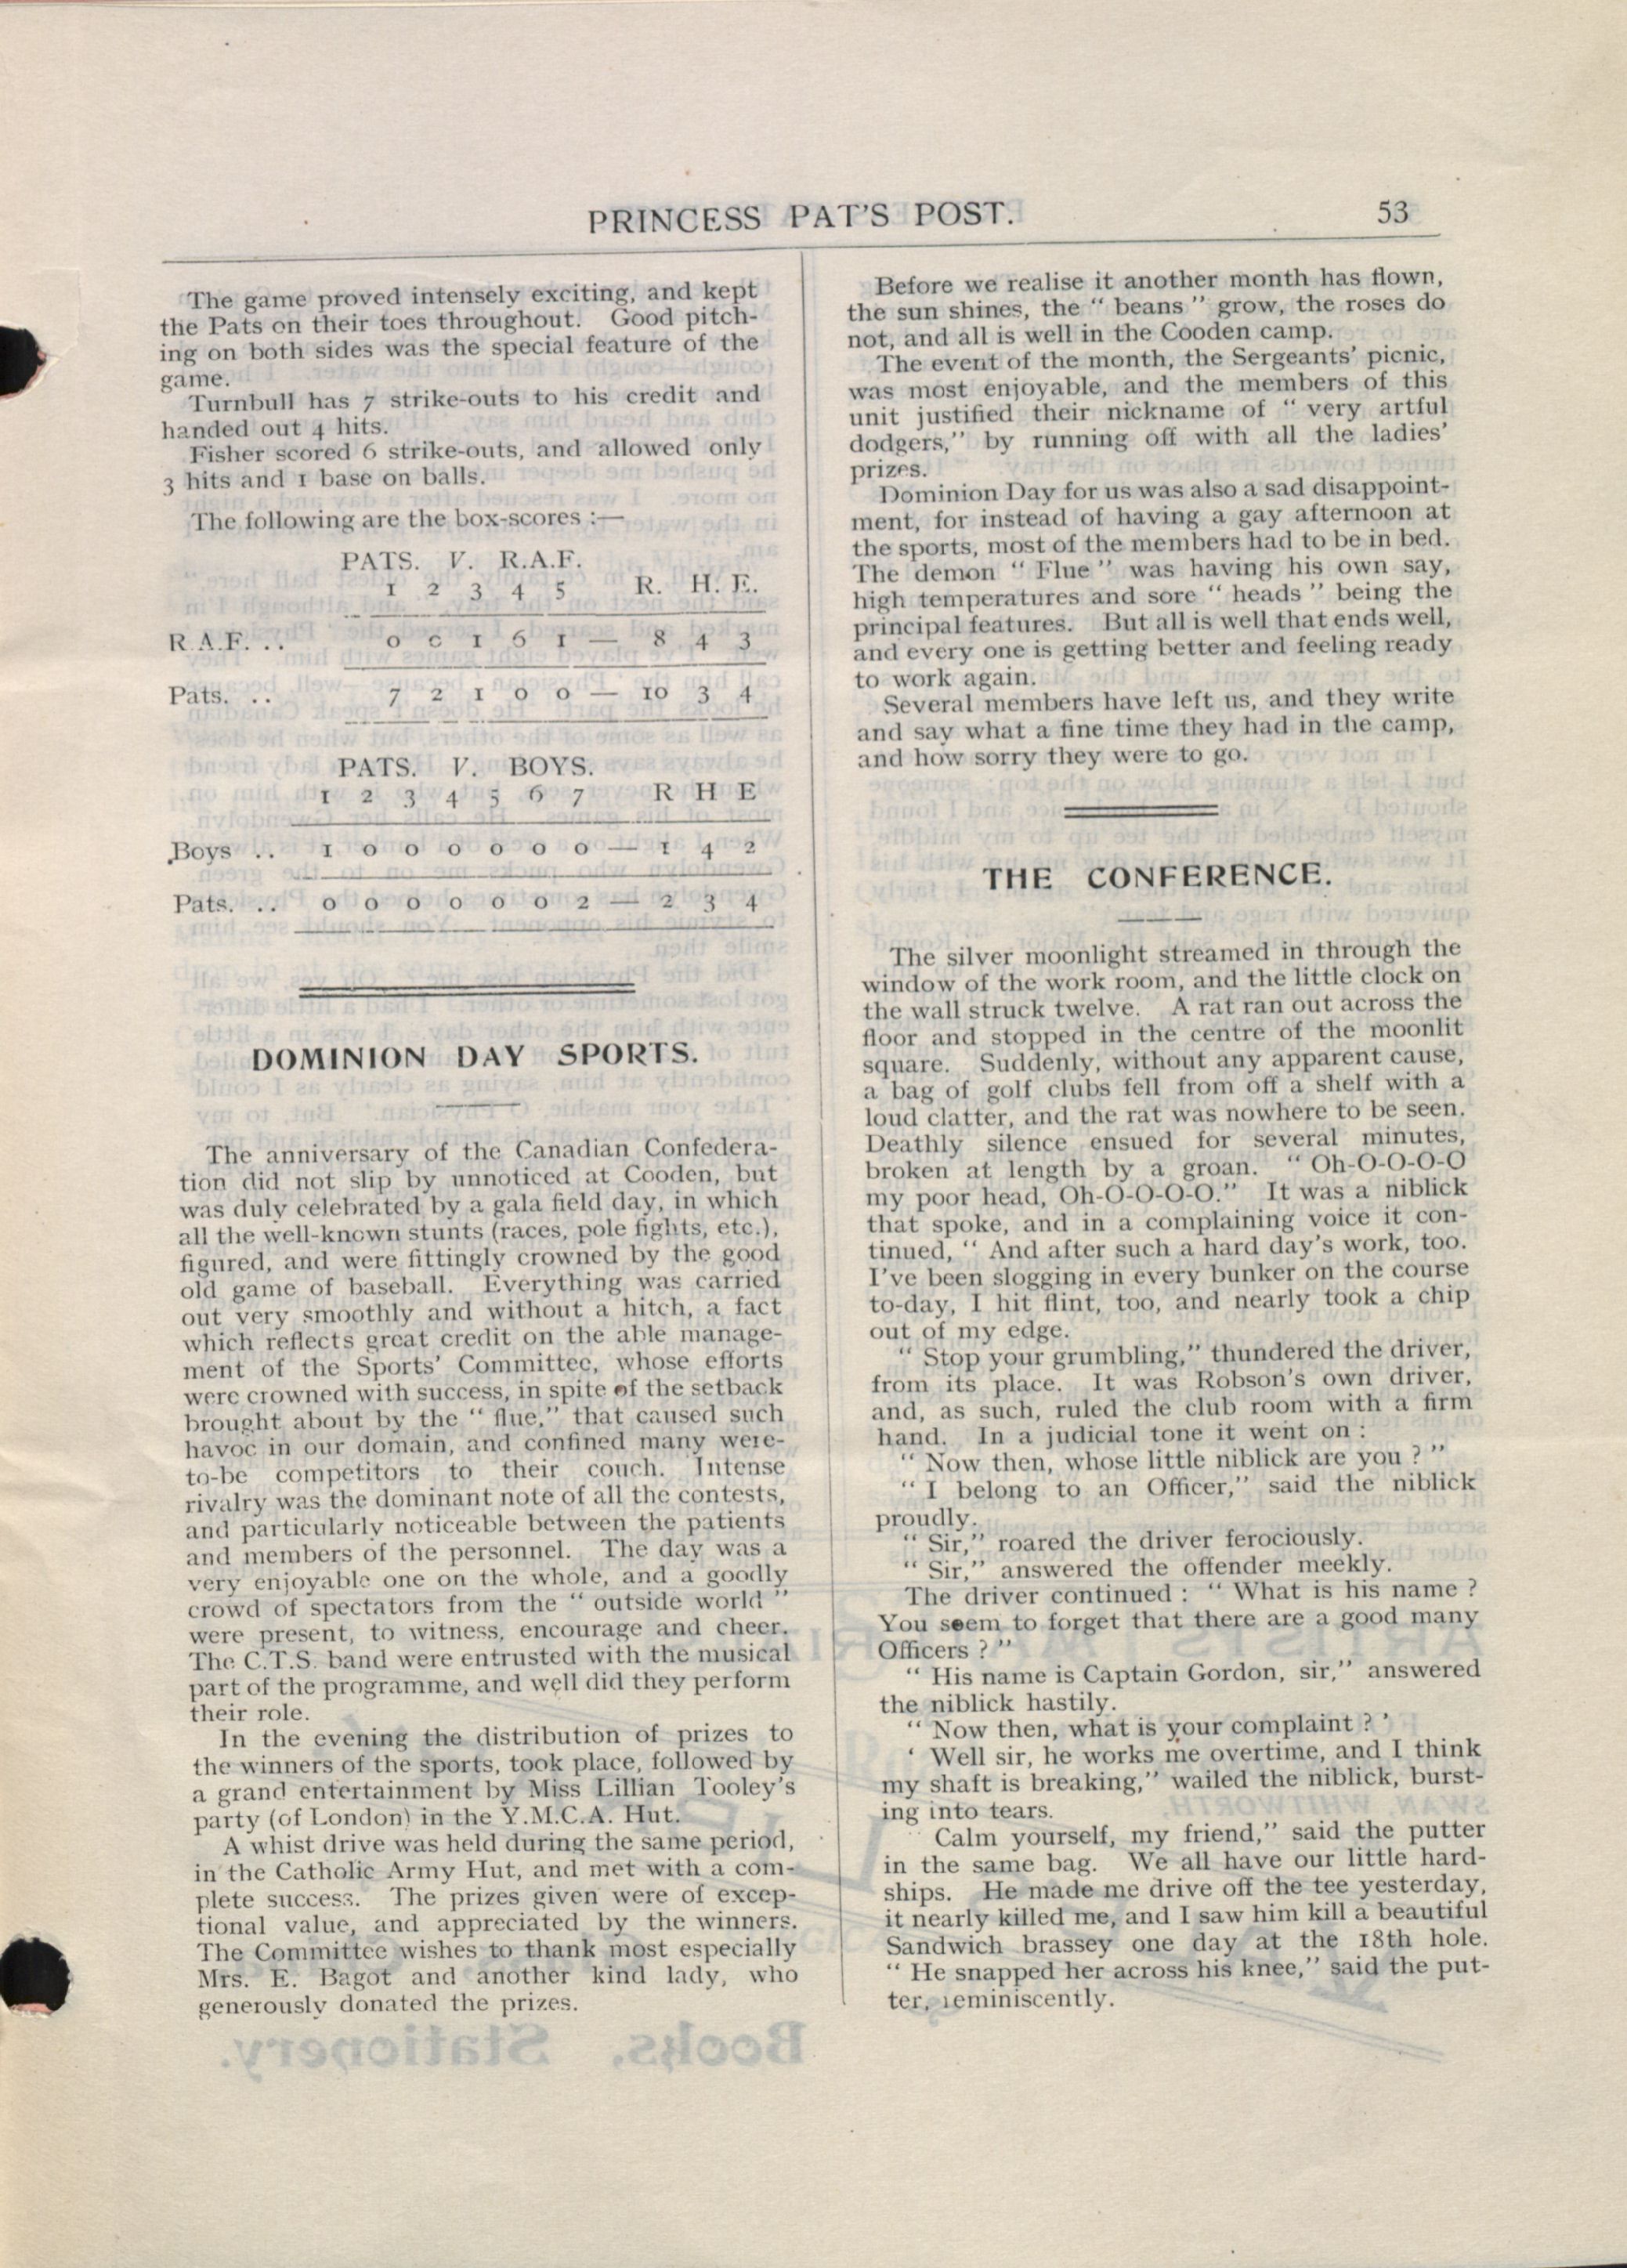 PRINCESS PAT'S POST. 53
The game proved intensely exciting, and kept
the Pats on their toes throughout. Good pitch-
ing on both sides was the special feature of the
game.
Turnbull has 7 strike-outs to his credit and
handed out 4 hits.
Fisher scored 6 strike-outs, and allowed only
3 hits and 1 base on balls.
The following are the box-scores :—
PATS. V. R.A.F.
1 2 3 4 5 R. H. E.
R.A.F. .. 0 0 1 6 1 — 8 4 3
Pats. .. 7 2 1 0 0 — 10 3 4
PATS. V. BOYS.
1 2 3 4 5 6 7 R H E
Boys .. 1 0 0 0 0 0 0 — 1 4 2
Pats. .. 0 0 0 0 0 0 2 — 2 3 4
DOMINION DAY SPORTS.
The anniversary of the Canadian Confedera-
tion did not slip by unnoticed at Cooden, but
was duly celebrated by a gala field day, in which
all the well-known stunts (races, pole fights, etc.),
figured, and were fittingly crowned by the good
old game of baseball. Everything was carried
out very smoothly and without a hitch, a fact
which reflects great credit on the able manage-
ment of the Sports' Committee, whose efforts
were crowned with success, in spite of the setback
brought about by the " flue," that caused such
havoc in our domain, and confined many were-
to-be competitors to their couch. Intense
rivalry was the dominant note of all the contests,
and particularly noticeable between the patients
and members of the personnel. The day was a
very enjoyable one on the whole, and a goodly
crowd of spectators from the " outside world "
were present, to witness, encourage and cheer.
The C.T.S. band were entrusted with the musical
part of the programme, and well did they perform
their role.
In the evening the distribution of prizes to
the winners of the sports, took place, followed by
a grand entertainment by Miss Lillian Tooley's
party (of London) in the Y.M.C.A. Hut.
A whist drive was held during the same period,
in the Catholic Army Hut, and met with a com-
plete success. The prizes given were of excep-
tional value, and appreciated by the winners.
The Committee wishes to thank most especially
Mrs. E. Bagot and another kind lady, who
generously donated the prizes.
Before we realise it another month has flown,
the sun shines, the " beans " grow, the roses do
not, and all is well in the Cooden camp.
The event of the month, the Sergeants' picnic,
was most enjoyable, and the members of this
unit justified their nickname of " very artful
dodgers," by running off with all the ladies'
prizes.
Dominion Day for us was also a sad disappoint-
ment, for instead of having a gay afternoon at
the sports, most of the members had to be in bed.
The demon " Flue " was having his own say,
high temperatures and sore " heads " being the
principal features. But all is well that ends well,
and every one is getting better and feeling ready
to work again.
Several members have left us, and they write
and say what a fine time they had in the camp,
and how sorry they were to go.
THE CONFERENCE.
The silver moonlight streamed in through the
window of the work room, and the little clock on
the wall struck twelve. A rat ran out across the
floor and stopped in the centre of the moonlit
square. Suddenly, without any apparent cause,
a bag of golf clubs fell from off a shelf with a
loud clatter, and the rat was nowhere to be seen.
Deathly silence ensued for several minutes,
broken at length by a groan. " Oh-O-O-O-O
my poor head, Oh-O-O-O-O." It was a niblick
that spoke, and in a complaining voice it con-
tinued, " And after such a hard day's work, too.
I've been slogging in every bunker on the course
to-day, I hit flint, too, and nearly took a chip
out of my edge.
" Stop your grumbling," thundered the driver,
from its place. It was Robson's own driver,
and, as such, ruled the club room with a firm
hand. In a judicial tone it went on :
" Now then, whose little niblick are you ? "
" I belong to an Officer," said the niblick
proudly.
" Sir," roared the driver ferociously.
" Sir," answered the offender meekly.
The driver continued : " What is his name ?
You seem to forget that there are a good many
Officers ? "
" His name is Captain Gordon, sir," answered
the niblick hastily.
" Now then, what is your complaint ? '
' Well sir, he works me overtime, and I think
my shaft is breaking," wailed the niblick, burst-
ing into tears.
" Calm yourself, my friend," said the putter
in the same bag. We all have our little hard-
ships. He made me drive off the tee yesterday,
it nearly killed me, and I saw him kill a beautiful
Sandwich brassey one day at the 18th hole.
" He snapped her across his knee," said the put-
ter, reminiscently.